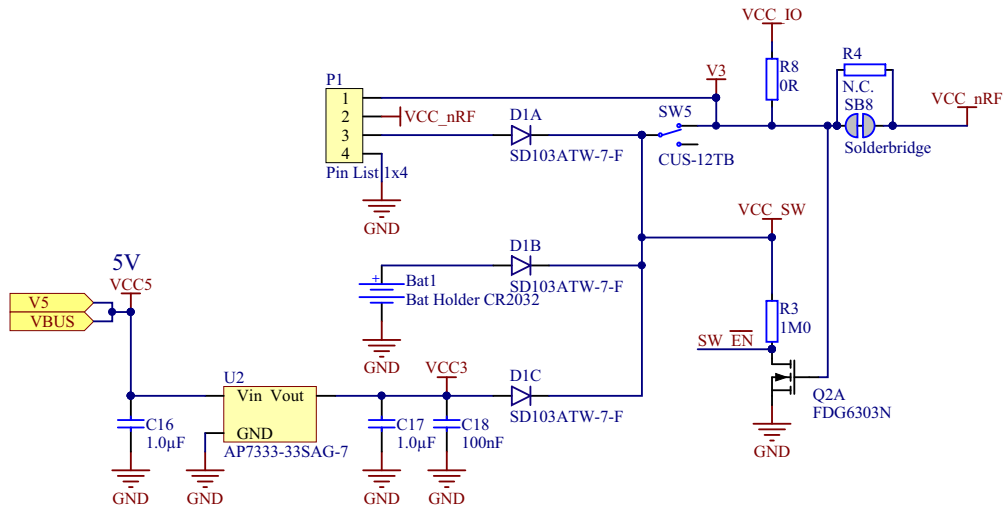 VCC_IO
R8
0R
R4
N.C.
SB8
Solderbridge
VCC_nRF
V3
P1
1
2
3
4
VCC_nRF
Pin List 1x4
GND
D1A
SD103ATW-7-F
SW5
CUS-12TB
VCC_SW
D1B
SD103ATW-7-F
+
Bat1
Bat Holder CR2032
GND
5V
VCC5
V5
VBUS
R3
1M0
SW_EN
Q2A
FDG6303N
GND
U2
Vin Vout
GND
AP7333-33SAG-7
VCC3
D1C
SD103ATW-7-F
C16
1.0µF
C17
1.0µF
C18
100nF
GND
GND
GND
GND